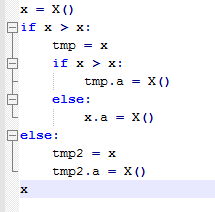 x = X()
if x > x:
    tmp = x
    if x > x:
        tmp.a = X()
    else:
        x.a = X()
else:
    tmp2 = x
    tmp2.a = X()
x